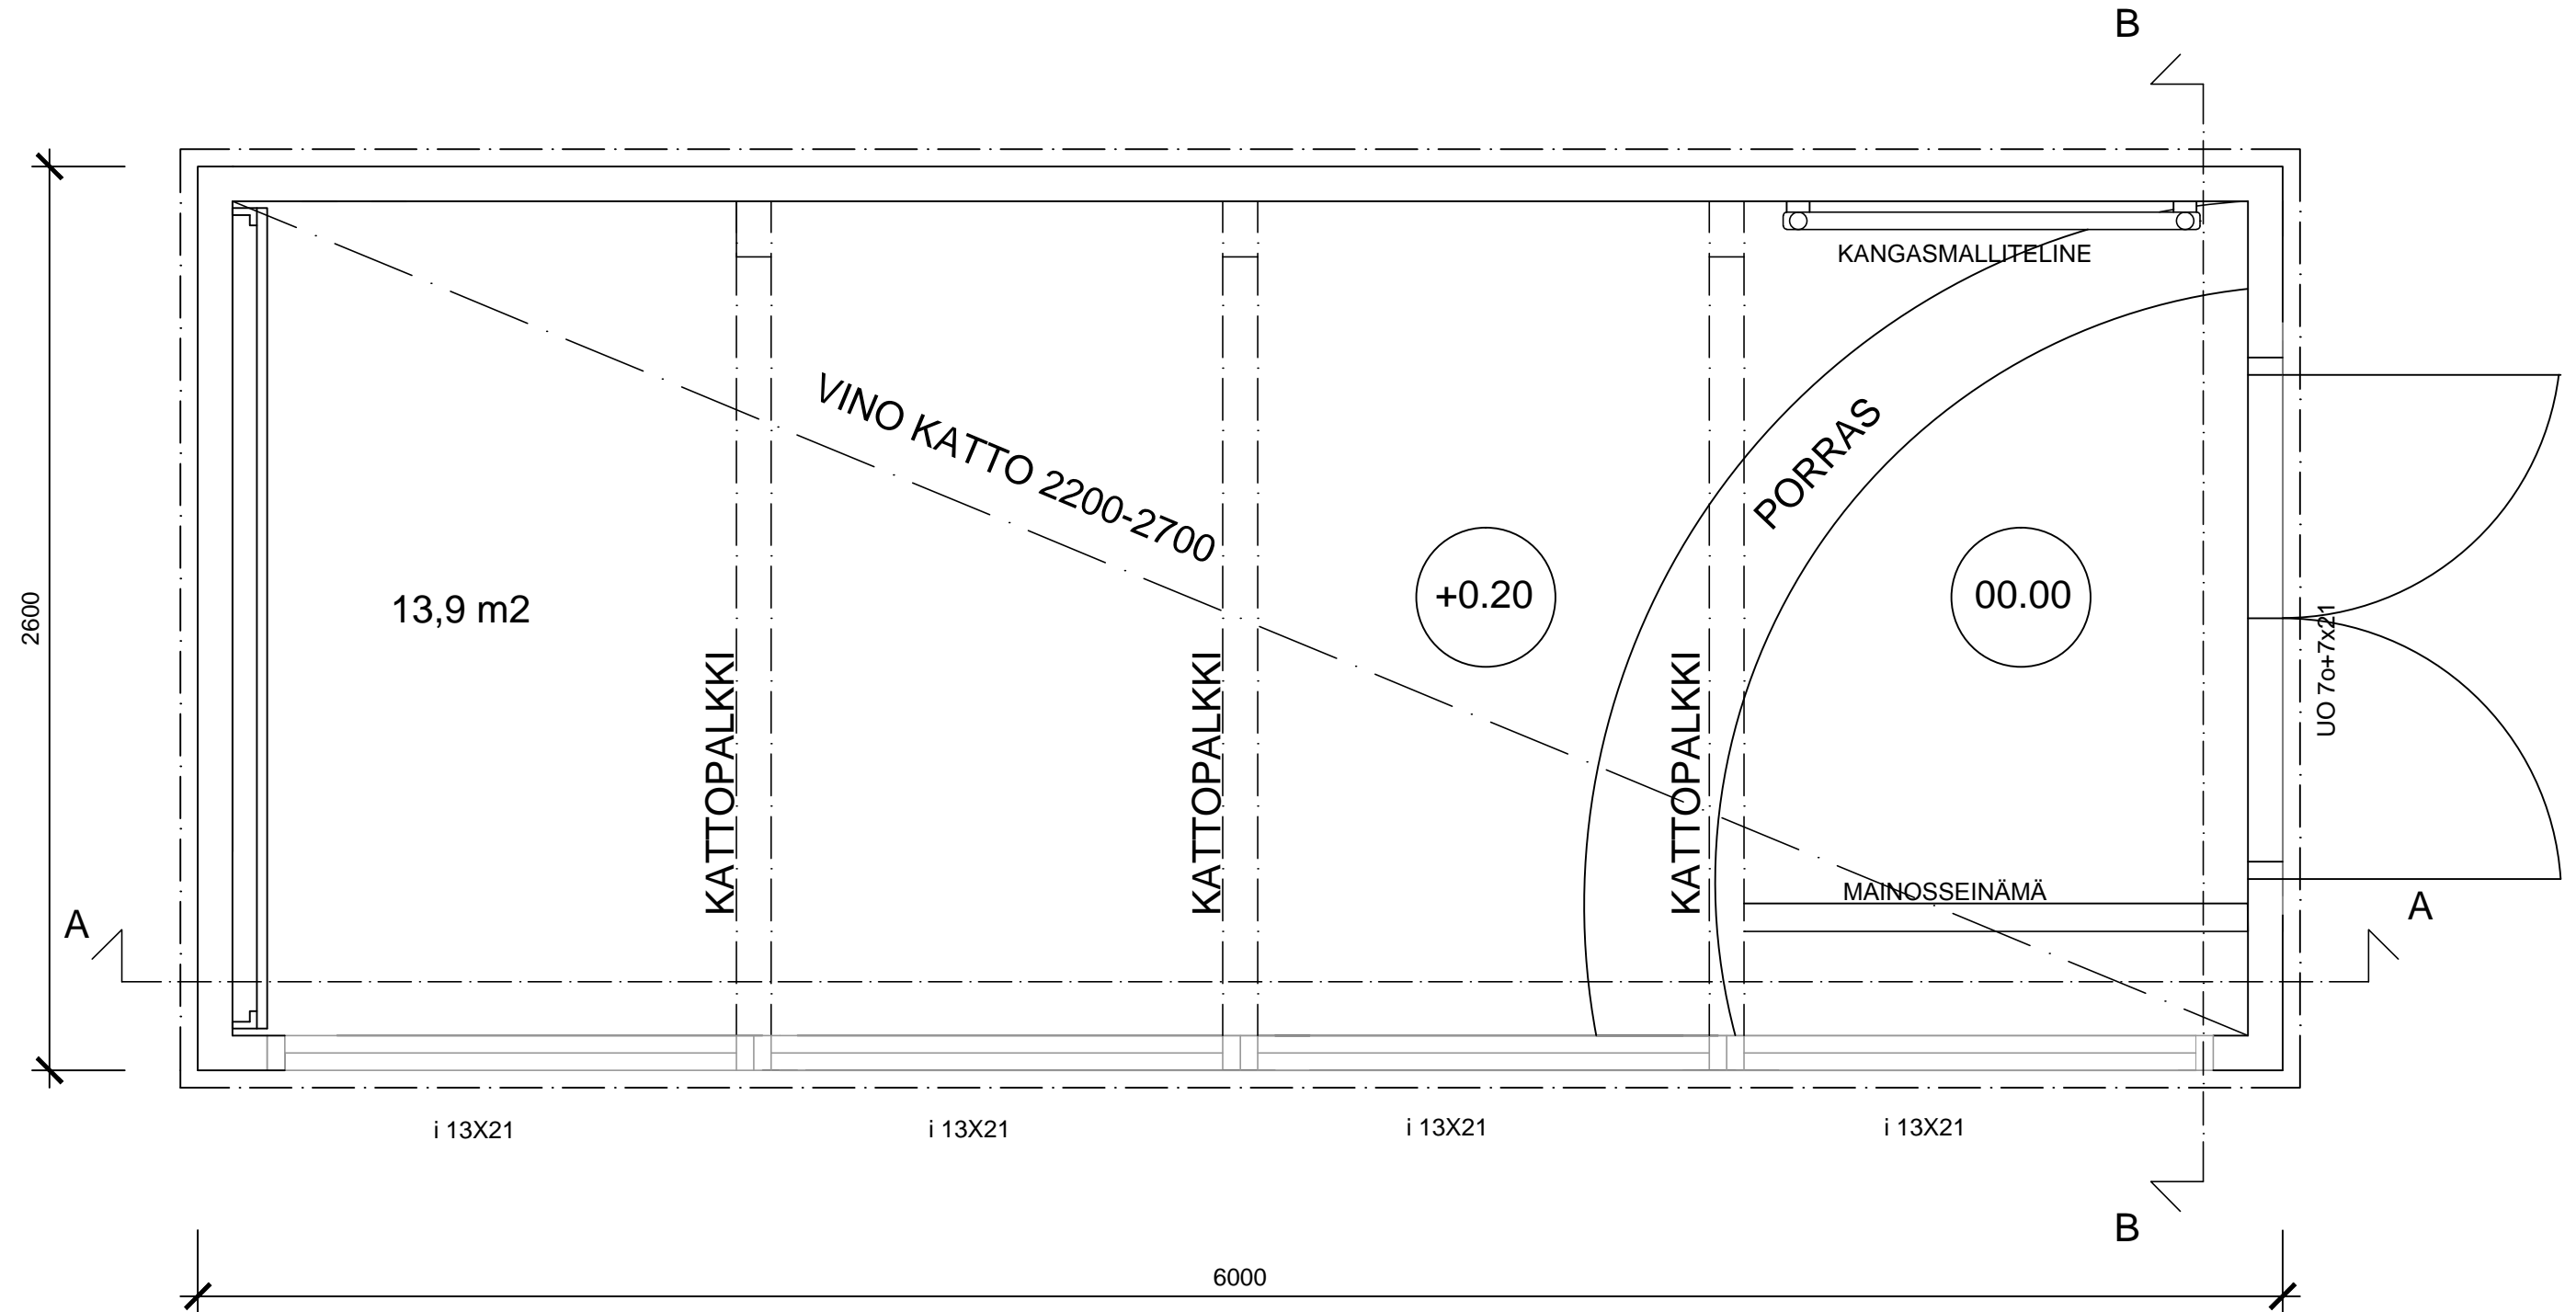 B
KANGASMALLITELINE
VINO KATTO 2200-2700
PORRAS
2600
13,9 m2
+0.20
00.00
UO 7o+7x21
KATTOPALKKI
KATTOPALKKI
KATTOPALKKI
MAINOSSEINÄMÄ
A
A
i 13X21
i 13X21
i 13X21
i 13X21
B
6000